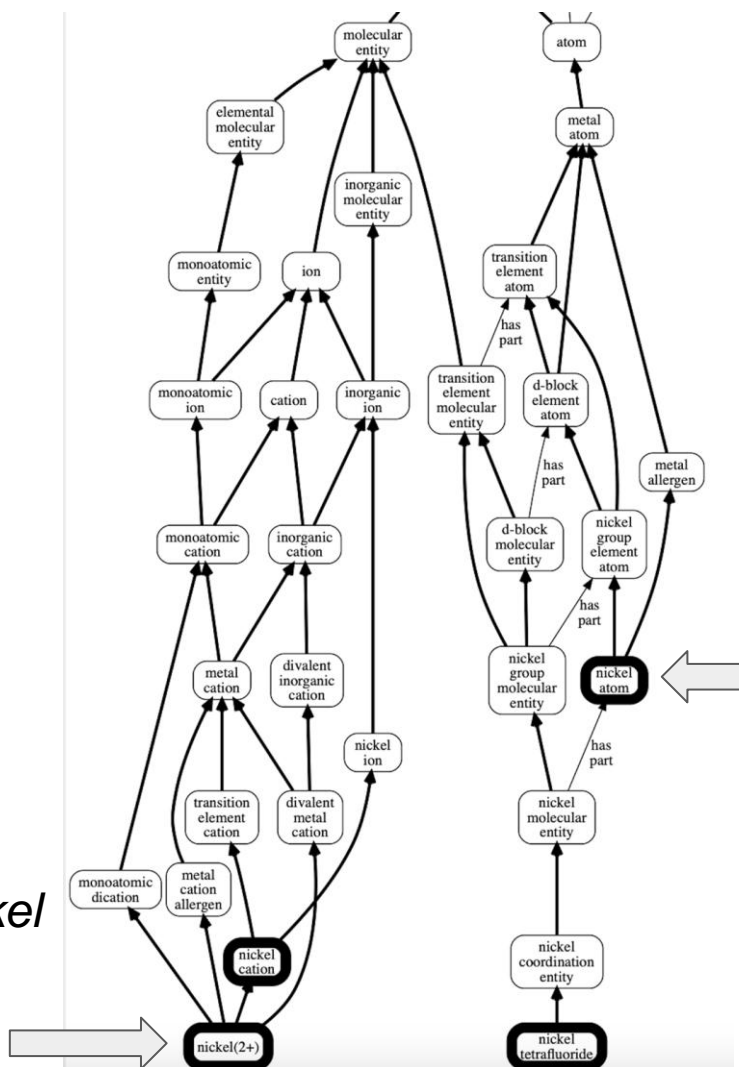 molecular
entity
atom
elemental
molecular
entity
metal
atom
inorganic
molecular
entity
monoatomic
entity
ion
transition
element
atom
has
part
monoatomic
ion
cation
inorganic
ion
transition
element
molecular
entity
d-block
element
atom
has
part
metal
allergen
monoatomic
cation
inorganic
cation
d-block
molecular
entity
nickel
group
element
atom
has
part
metal
cation
divalent
inorganic
cation
nickel
group
molecular
entity
nickel
atom
nickel
ion
has
part
transition
element
cation
divalent
metal
cation
nickel
molecular
entity
monoatomic
dication
metal
cation
allergen
kel
nickel
cation
nickel
coordination
entity
nickel(2+)
nickel
tetrafluoride